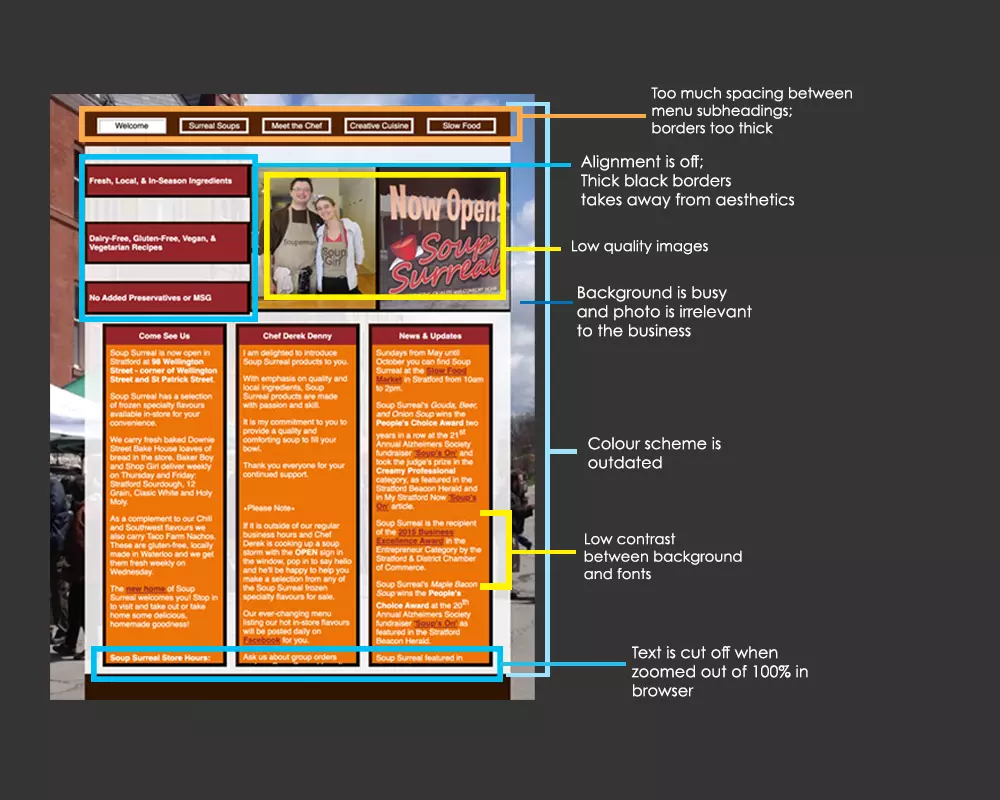 Welcome
Surreal Soups
Meet the Chef
Creative Cuisine
Slow Food
Too much spacing between
menu subheadings;
borders too thick
Fresh, Local, & In-Season Ingredients
Dairy-Free, Gluten-Free, Vegan, &
Vegetarian Recipes
No Added Preservatives or MSG
Souperman
Soup
Girl
Now Open!
Soup
Surreal
Alignment is off;
Thick black borders
takes away from aesthetics
Low quality images
Background is busy
and photo is irrelevant
to the business
Come See Us
Soup Surreal is now open in
Stratford at 98 Wellington
Street - corner of Wellington
Street and St Patrick Street.
Soup Surreal has a selection
of frozen specialty flavours
available in-store for your
convenience.
We carry fresh baked Downie
Street Bake House loaves of
bread in the store. Baker Boy
and Shop Girl deliver weekly
on Thursday and Friday:
Stratford Sourdough, 12
Grain, Clasic White and Holy
Moly.
As a complement to our Chili
and Southwest flavours we
also carry Taco Farm Nachos.
These are gluten-free, locally
made in Waterloo and we get
them fresh weekly on
Wednesday.
The new home of Soup
Surreal welcomes you! Stop in
to visit and take out or take
home some delicious,
homemade goodness!
Soup Surreal Store Hours:
Chef Derek Denny
I am delighted to introduce
Soup Surreal products to you.
With emphasis on quality and
local ingredients, Soup
Surreal products are made
with passion and skill.
It is my commitment to you to
provide a quality and
comforting soup to fill your
bowl.
Thank you everyone for your
continued support.
*Please Note*
If it is outside of our regular
business hours and Chef
Derek is cooking up a soup
storm with the OPEN sign in
the window, pop in to say hello
and he'll be happy to help you
make a selection from any of
the Soup Surreal frozen
specialty flavours for sale.
Our ever-changing menu
listing our hot in-store flavours
will be posted daily on
Facebook for you.
Ask us about group orders
News & Updates
Sundays from May until
October you can find Soup
Surreal at the Slow Food
Market in Stratford from 10am
to 2pm.
Soup Surreal's Gouda, Beer,
and Onion Soup wins the
People's Choice Award two
years in a row at the 21st
Annual Alzheimers Society
fundraiser 'Soup's On' and
took the judge's prize in the
Creamy Professional
category, as featured in the
Stratford Beacon Herald and
in My Stratford Now 'Soup's
On' article.
Soup Surreal is the recipient
of the 2015 Business
Excellence Award in the
Entrepreneur Category by the
Stratford & District Chamber
of Commerce.
Soup Surreal's Maple Bacon
Soup wins the People's
Choice Award at the 20th
Annual Alzheimers Society
fundraiser 'Soup's On' as
featured in the Stratford
Beacon Herald.
Soup Surreal featured in
Colour scheme is
outdated
Low contrast
between background
and fonts
Text is cut off when
zoomed out of 100% in
browser